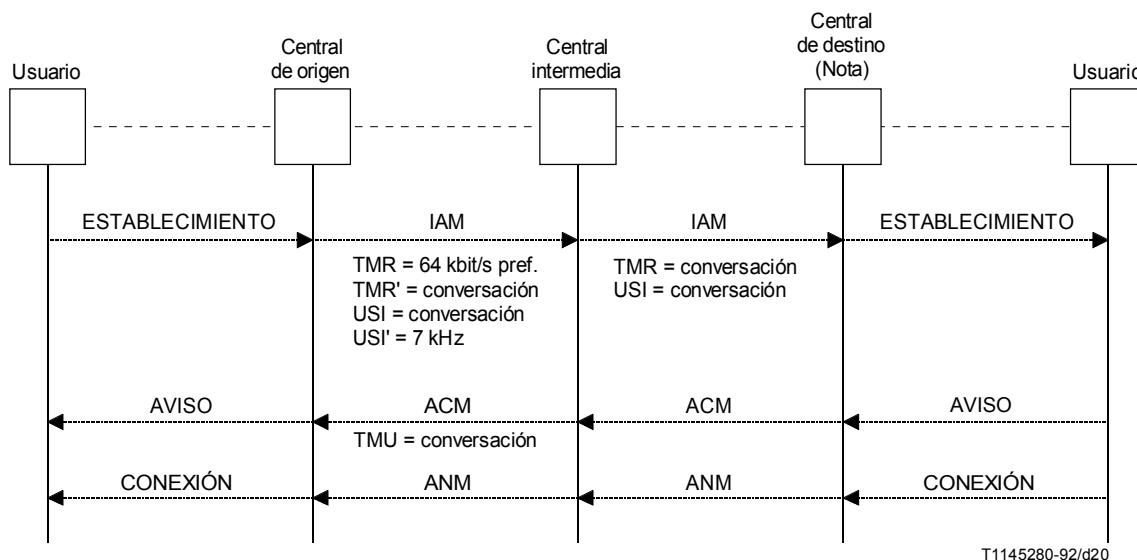 Usuario
Central
de origen
Central
intermedia
Central
de destino
(Nota)
Usuario
ESTABLECIMIENTO
IAM
IAM
ESTABLECIMIENTO
TMR = 64 kbit/s pref.
TMR' = conversación
USI = conversación
USI' = 7 kHz
TMR = conversación
USI = conversación
AVISO
ACM
ACM
AVISO
TMU = conversación
CONEXIÓN
ANM
ANM
CONEXIÓN
T1145280-92/d20